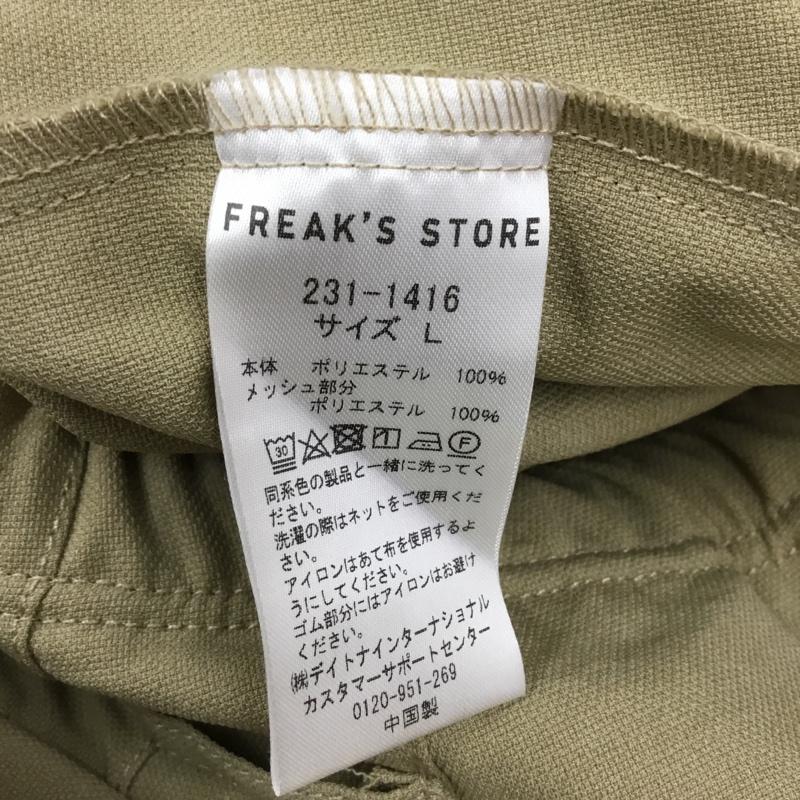 FREAK'S STORE
231-1416
サイズ L
本体 ポリエステル 100%
メッシュ部分
ポリエステル 100%
30 F
同系色の製品と一緒に洗ってく
ださい。
洗濯の際はネットをご使用くだ
さい。
アイロンはあて布を使用するよ
うにしてください。
ゴム部分にはアイロンはお避け
ください。
㈱デイトナインターナショナル
カスタマーサポートセンター
0120-951-269
中国製